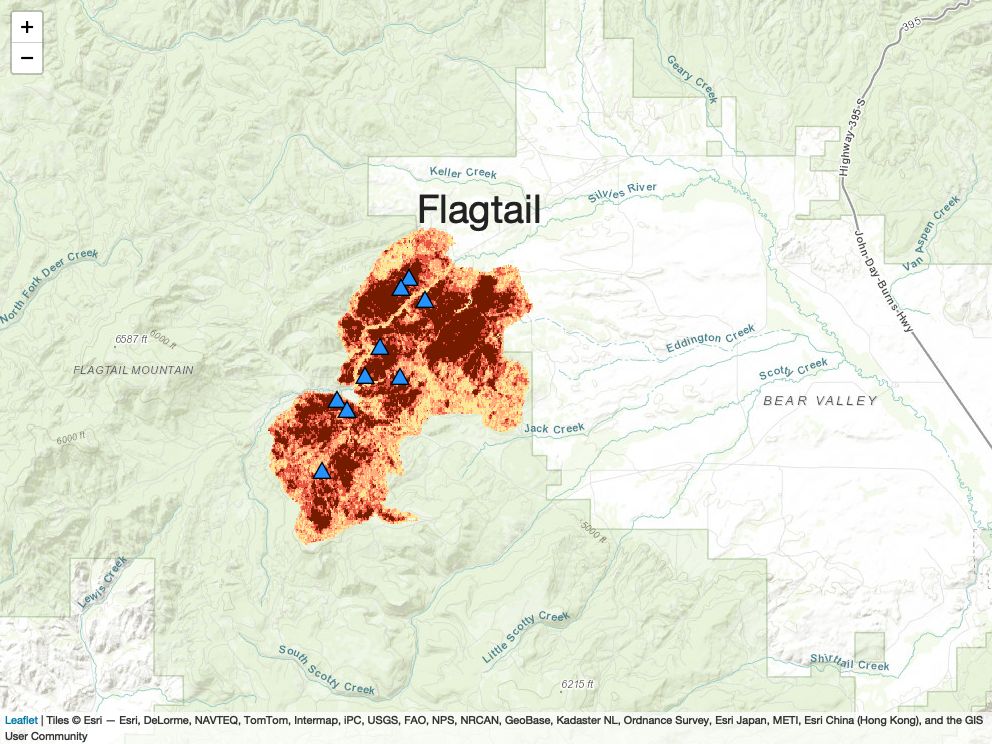 +
−
395
Geary Creek
Highway-395-S
Keller Creek
Silvies River
Flagtail
Van Aspen Creek
John-Day-Burns-Hwy
North Fork Deer Creek
6587 ft
6000 ft
FLAGTAIL MOUNTAIN
Eddington Creek
Scotty Creek
BEAR VALLEY
6000 ft
Jack Creek
5000 ft
Lewis Creek
Little Scotty Creek
South Scotty Creek
Shirttail Creek
6215 ft
Leaflet | Tiles © Esri — Esri, DeLorme, NAVTEQ, TomTom, Intermap, iPC, USGS, FAO, NPS, NRCAN, GeoBase, Kadaster NL, Ordnance Survey, Esri Japan, METI, Esri China (Hong Kong), and the GIS
User Community